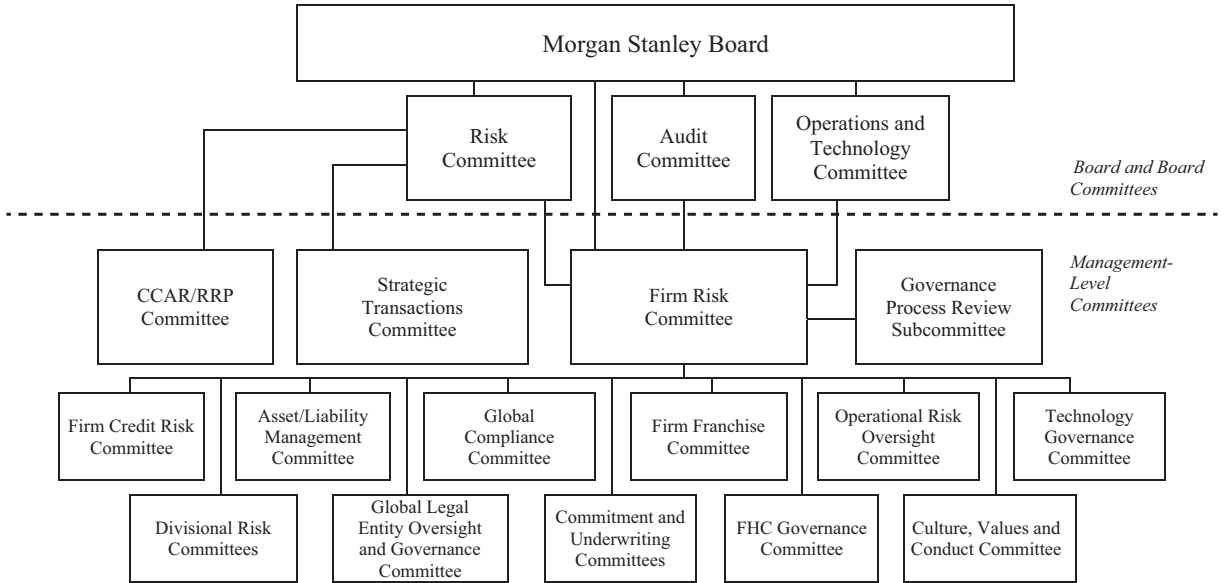 Morgan Stanley Board
Risk
Committee
Audit
Committee
Operations and
Technology
Committee
Board and Board
Committees
CCAR/RRP
Committee
Strategic
Transactions
Committee
Firm Risk
Committee
Governance
Process Review
Subcommittee
Management-
Level
Committees
Firm Credit Risk
Committee
Asset/Liability
Management
Committee
Global
Compliance
Committee
Firm Franchise
Committee
Operational Risk
Oversight
Committee
Technology
Governance
Committee
Divisional Risk
Committees
Global Legal
Entity Oversight
and Governance
Committee
Commitment and
Underwriting
Committees
FHC Governance
Committee
Culture, Values and
Conduct Committee